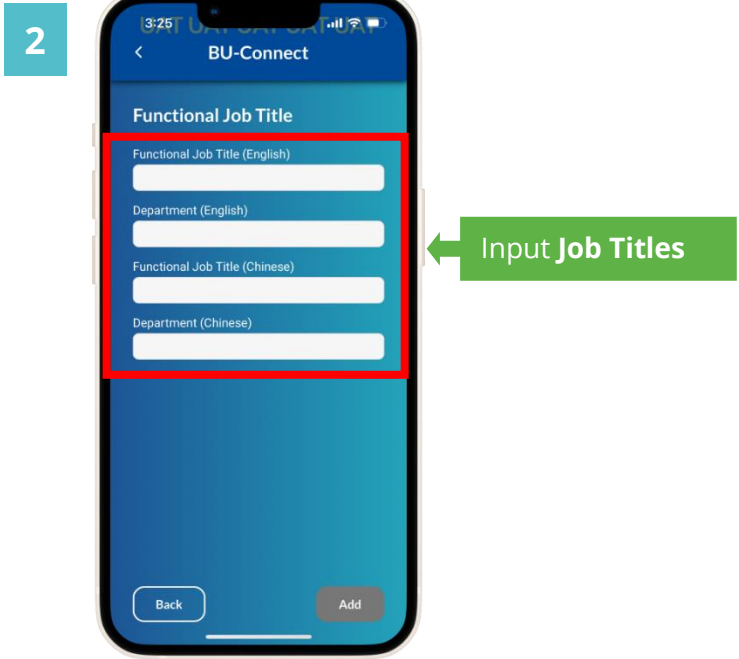 2
3:25
UAT UAT UAT UAT UAT
BU-Connect
Functional Job Title
Functional Job Title (English)
Department (English)
Input Job Titles
Functional Job Title (Chinese)
Department (Chinese)
Back
Add